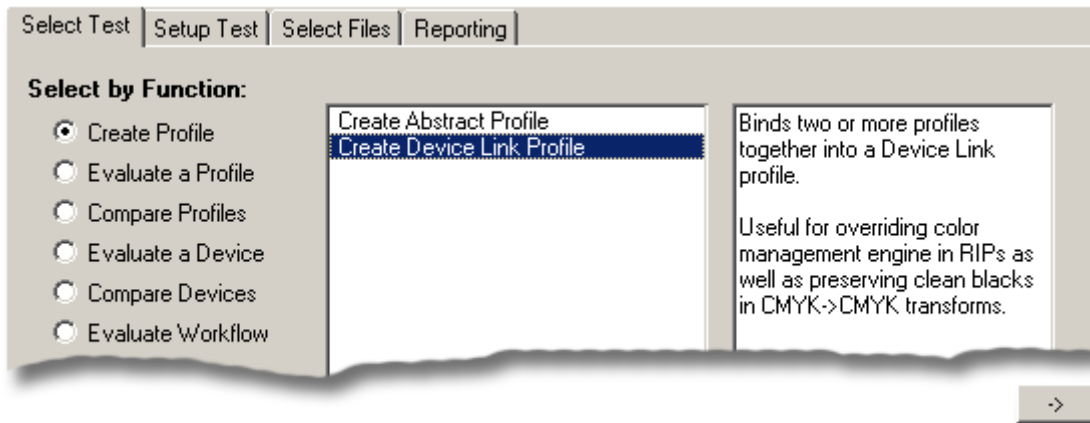 Select Test
Setup Test
Select Files
Reporting
Select by Function:
Create Profile
Evaluate a Profile
Compare Profiles
Evaluate a Device
Compare Devices
Evaluate Workflow
Create Abstract Profile
Create Device Link Profile
Binds two or more profiles
together into a Device Link
profile.
Useful for overriding color
management engine in RIPs as
well as preserving clean blacks
in CMYK->CMYK transforms.
->